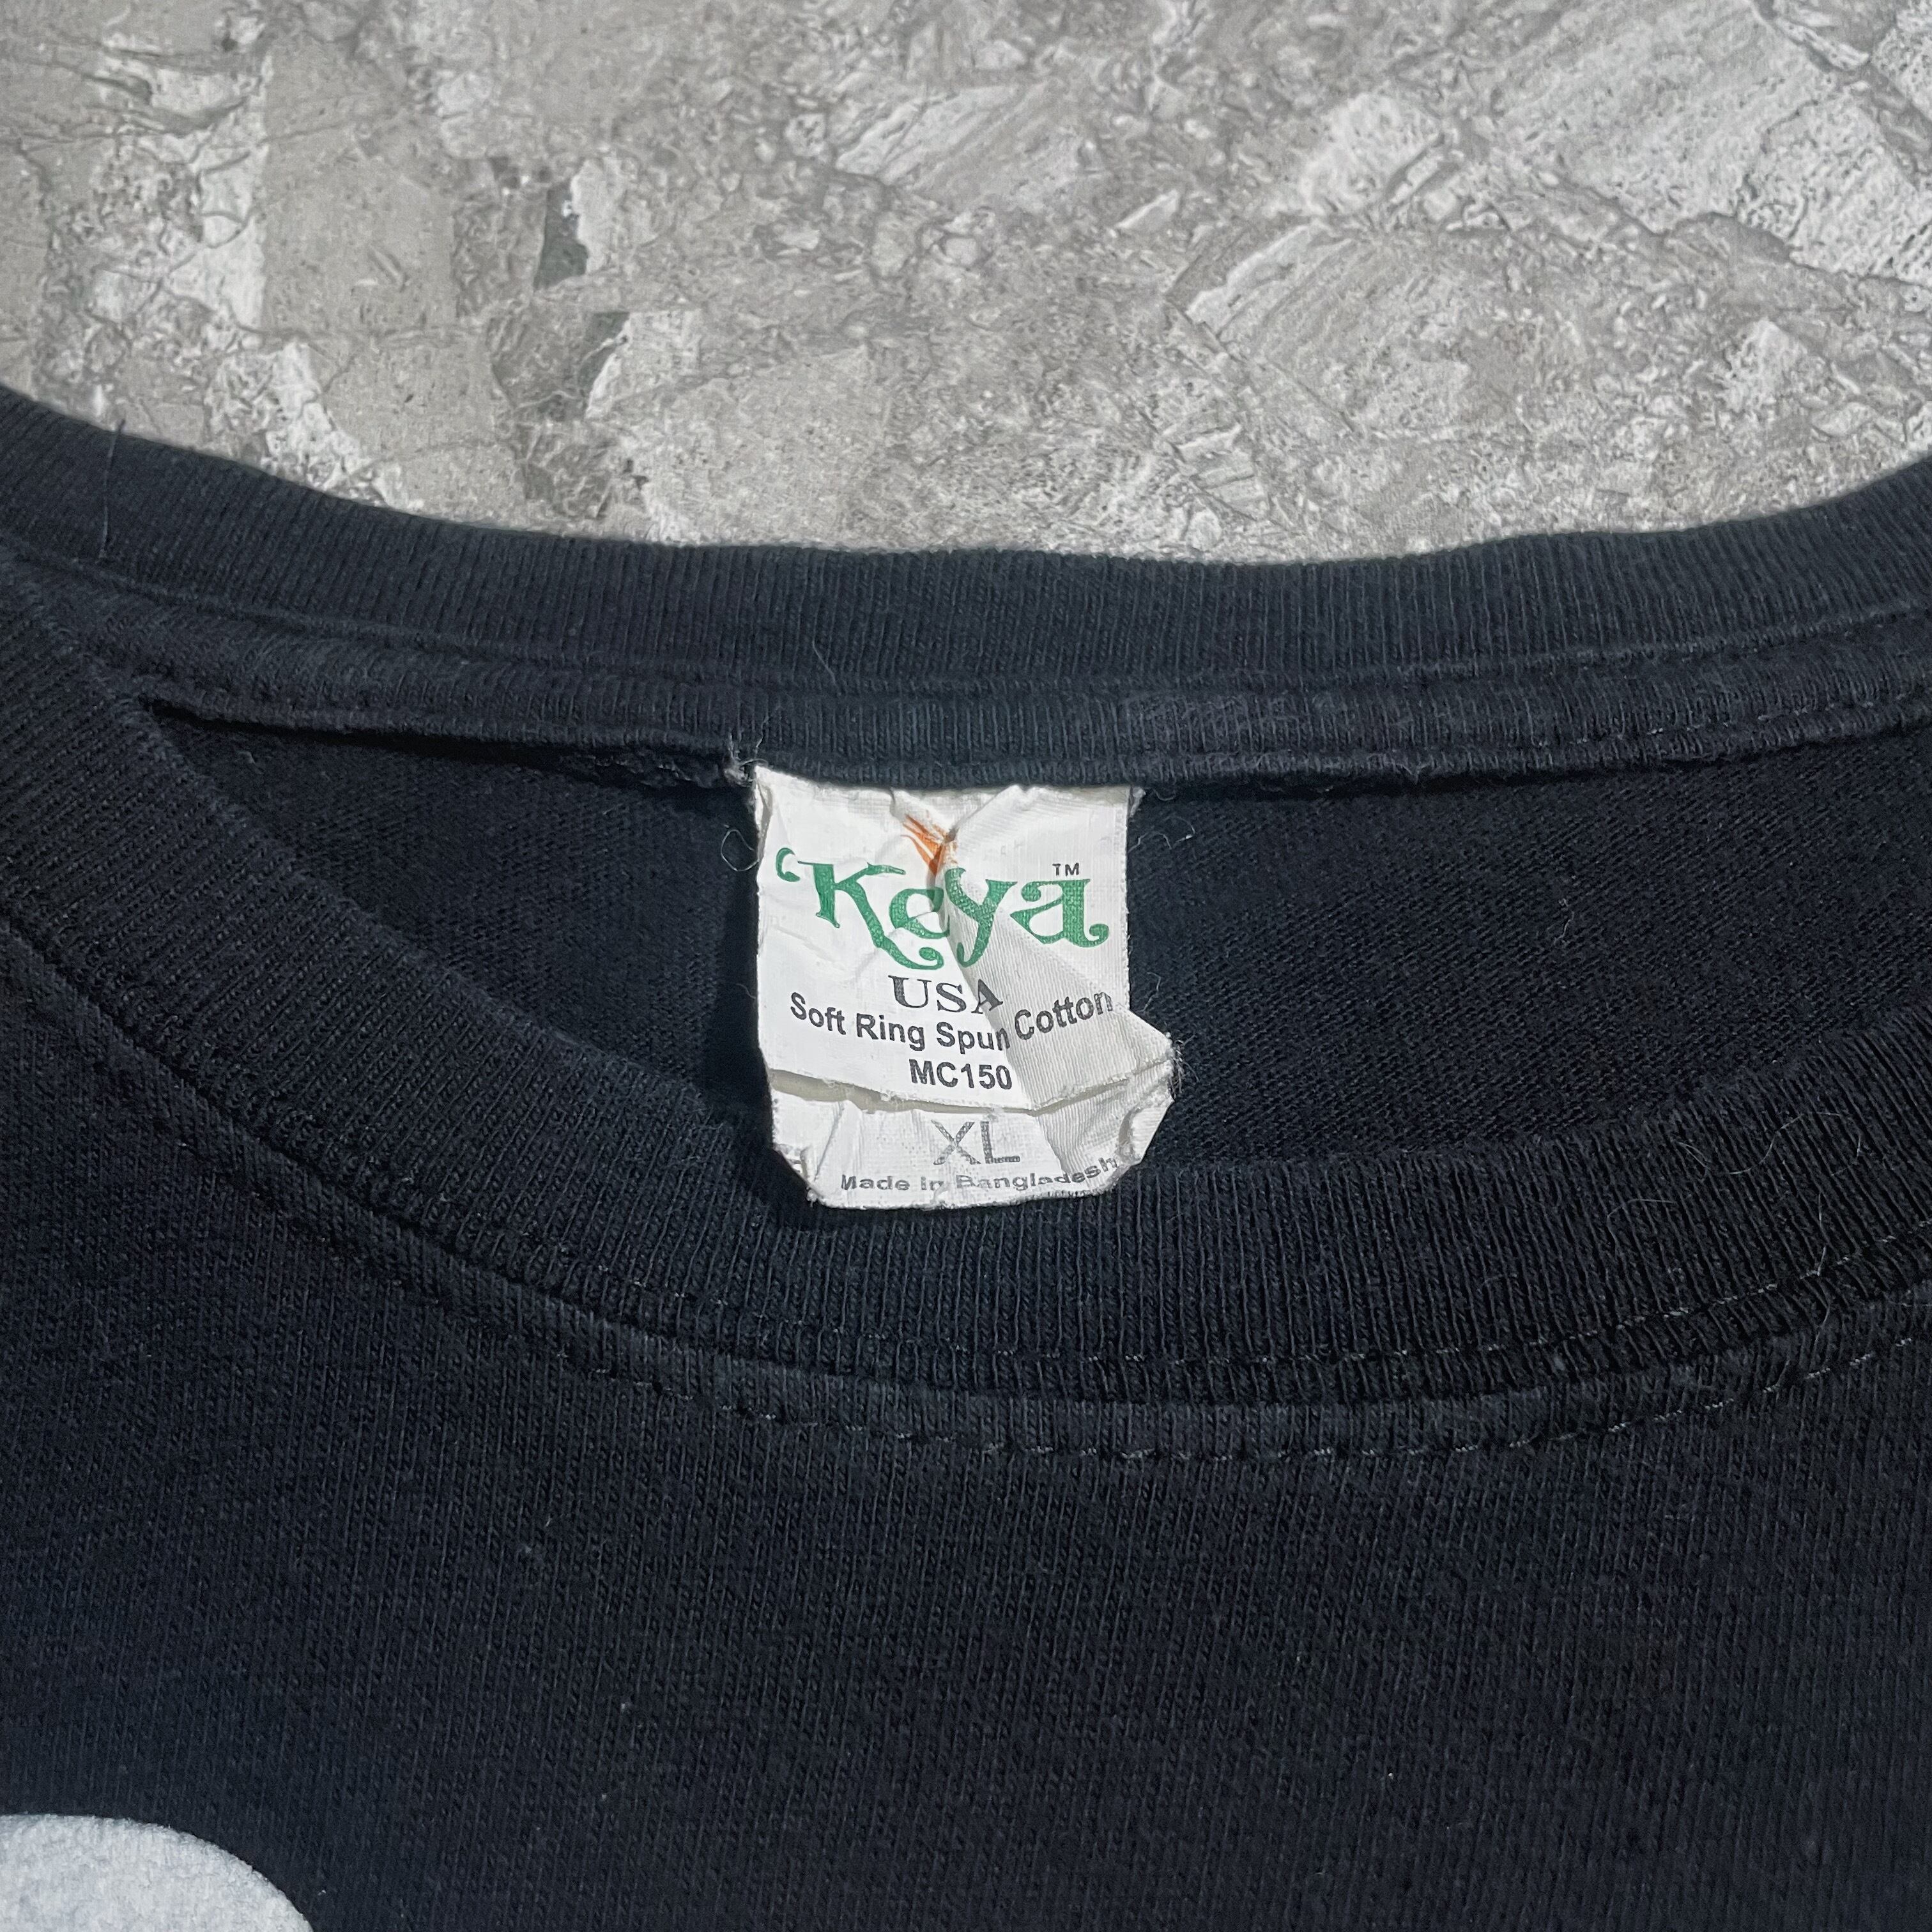 Keya™
USA
Soft Ring Spun Cotton
MC150
XL
Made in Bangladesh